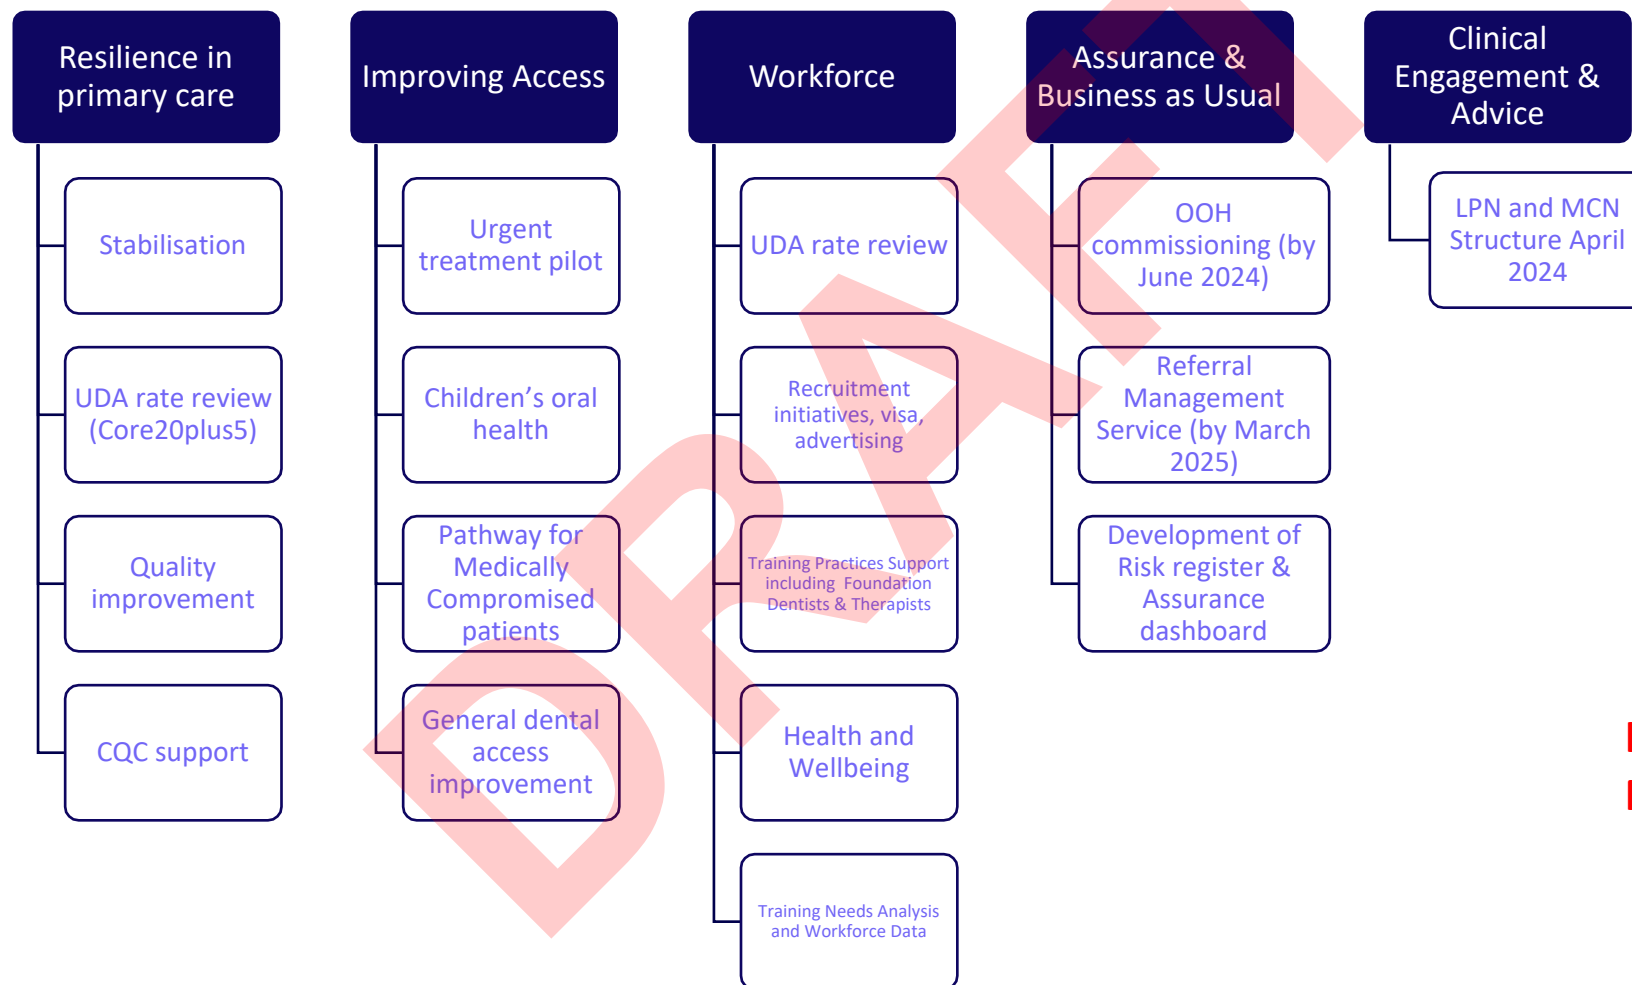 Resilience in
primary care
Stabilisation
UDA rate review
(Core20plus5)
Quality
improvement
CQC support
Improving Access
Urgent
treatment pilot
Children's oral
health
Pathway for
Medically
Compromised
patients
General dental
access
improvement
Workforce
UDA rate review
Recruitment
initiatives, visa,
advertising
Training Practices Support
including Foundation
Dentists & Therapists
Health and
Wellbeing
Training Needs Analysis
and Workforce Data
Assurance &
Business as Usual
OOH
commissioning (by
June 2024)
Referral
Management
Service (by March
2025)
Development of
Risk register &
Assurance
dashboard
Clinical
Engagement &
Advice
LPN and MCN
Structure April
2024
DRAFT